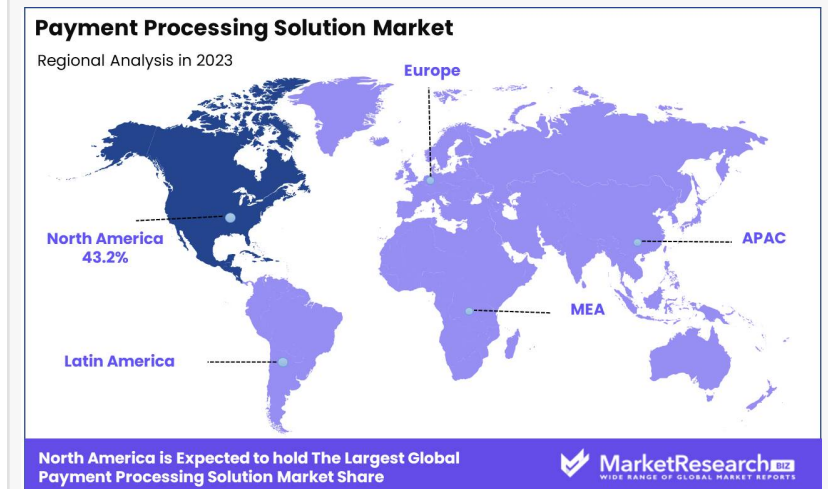 Payment Processing Solution Market
Regional Analysis in 2023
Europe
North America
43.2%
APAC
MEA
Latin America
North America is Expected to hold The Largest Global
Payment Processing Solution Market Share
MarketResearch BIZ
WIDE RANGE OF GLOBAL MARKET REPORTS